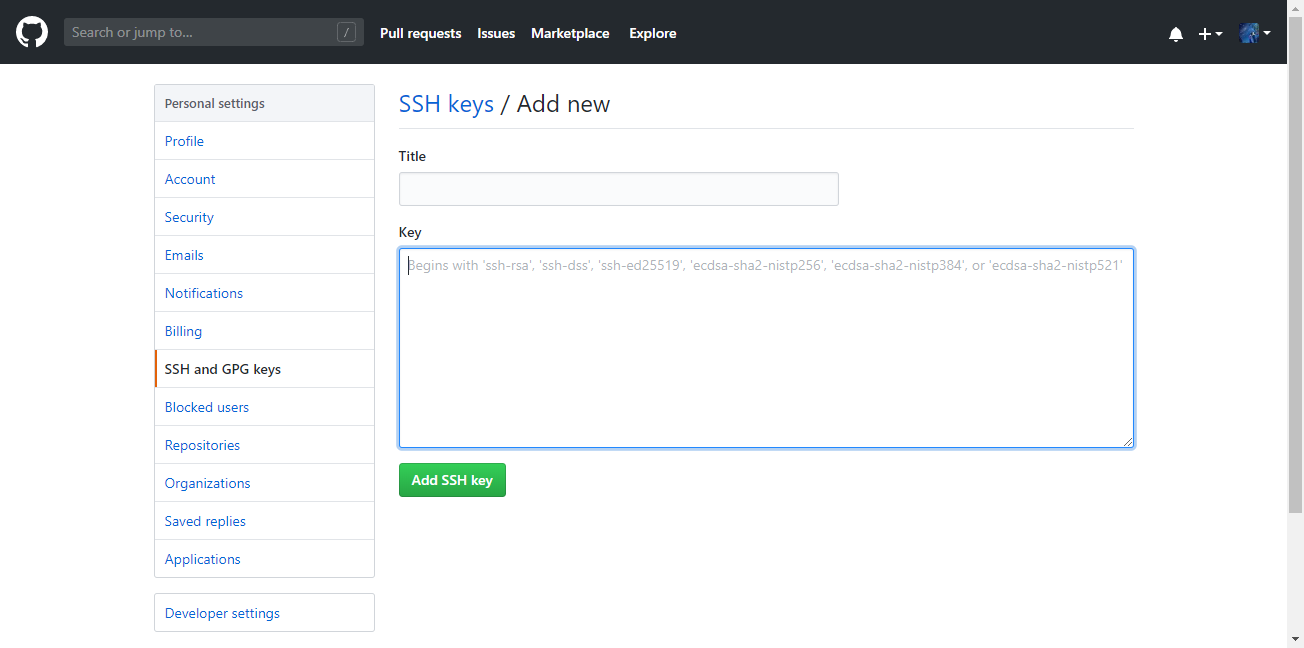 Search or jump to... /
Pull requests Issues Marketplace Explore
Personal settings
Profile
Account
Security
Emails
Notifications
Billing
SSH and GPG keys
Blocked users
Repositories
Organizations
Saved replies
Applications
Developer settings
SSH keys / Add new
Title
Key
Begins with 'ssh-rsa', 'ssh-dss', 'ssh-ed25519', 'ecdsa-sha2-nistp256', 'ecdsa-sha2-nistp384', or 'ecdsa-sha2-nistp521'
Add SSH key